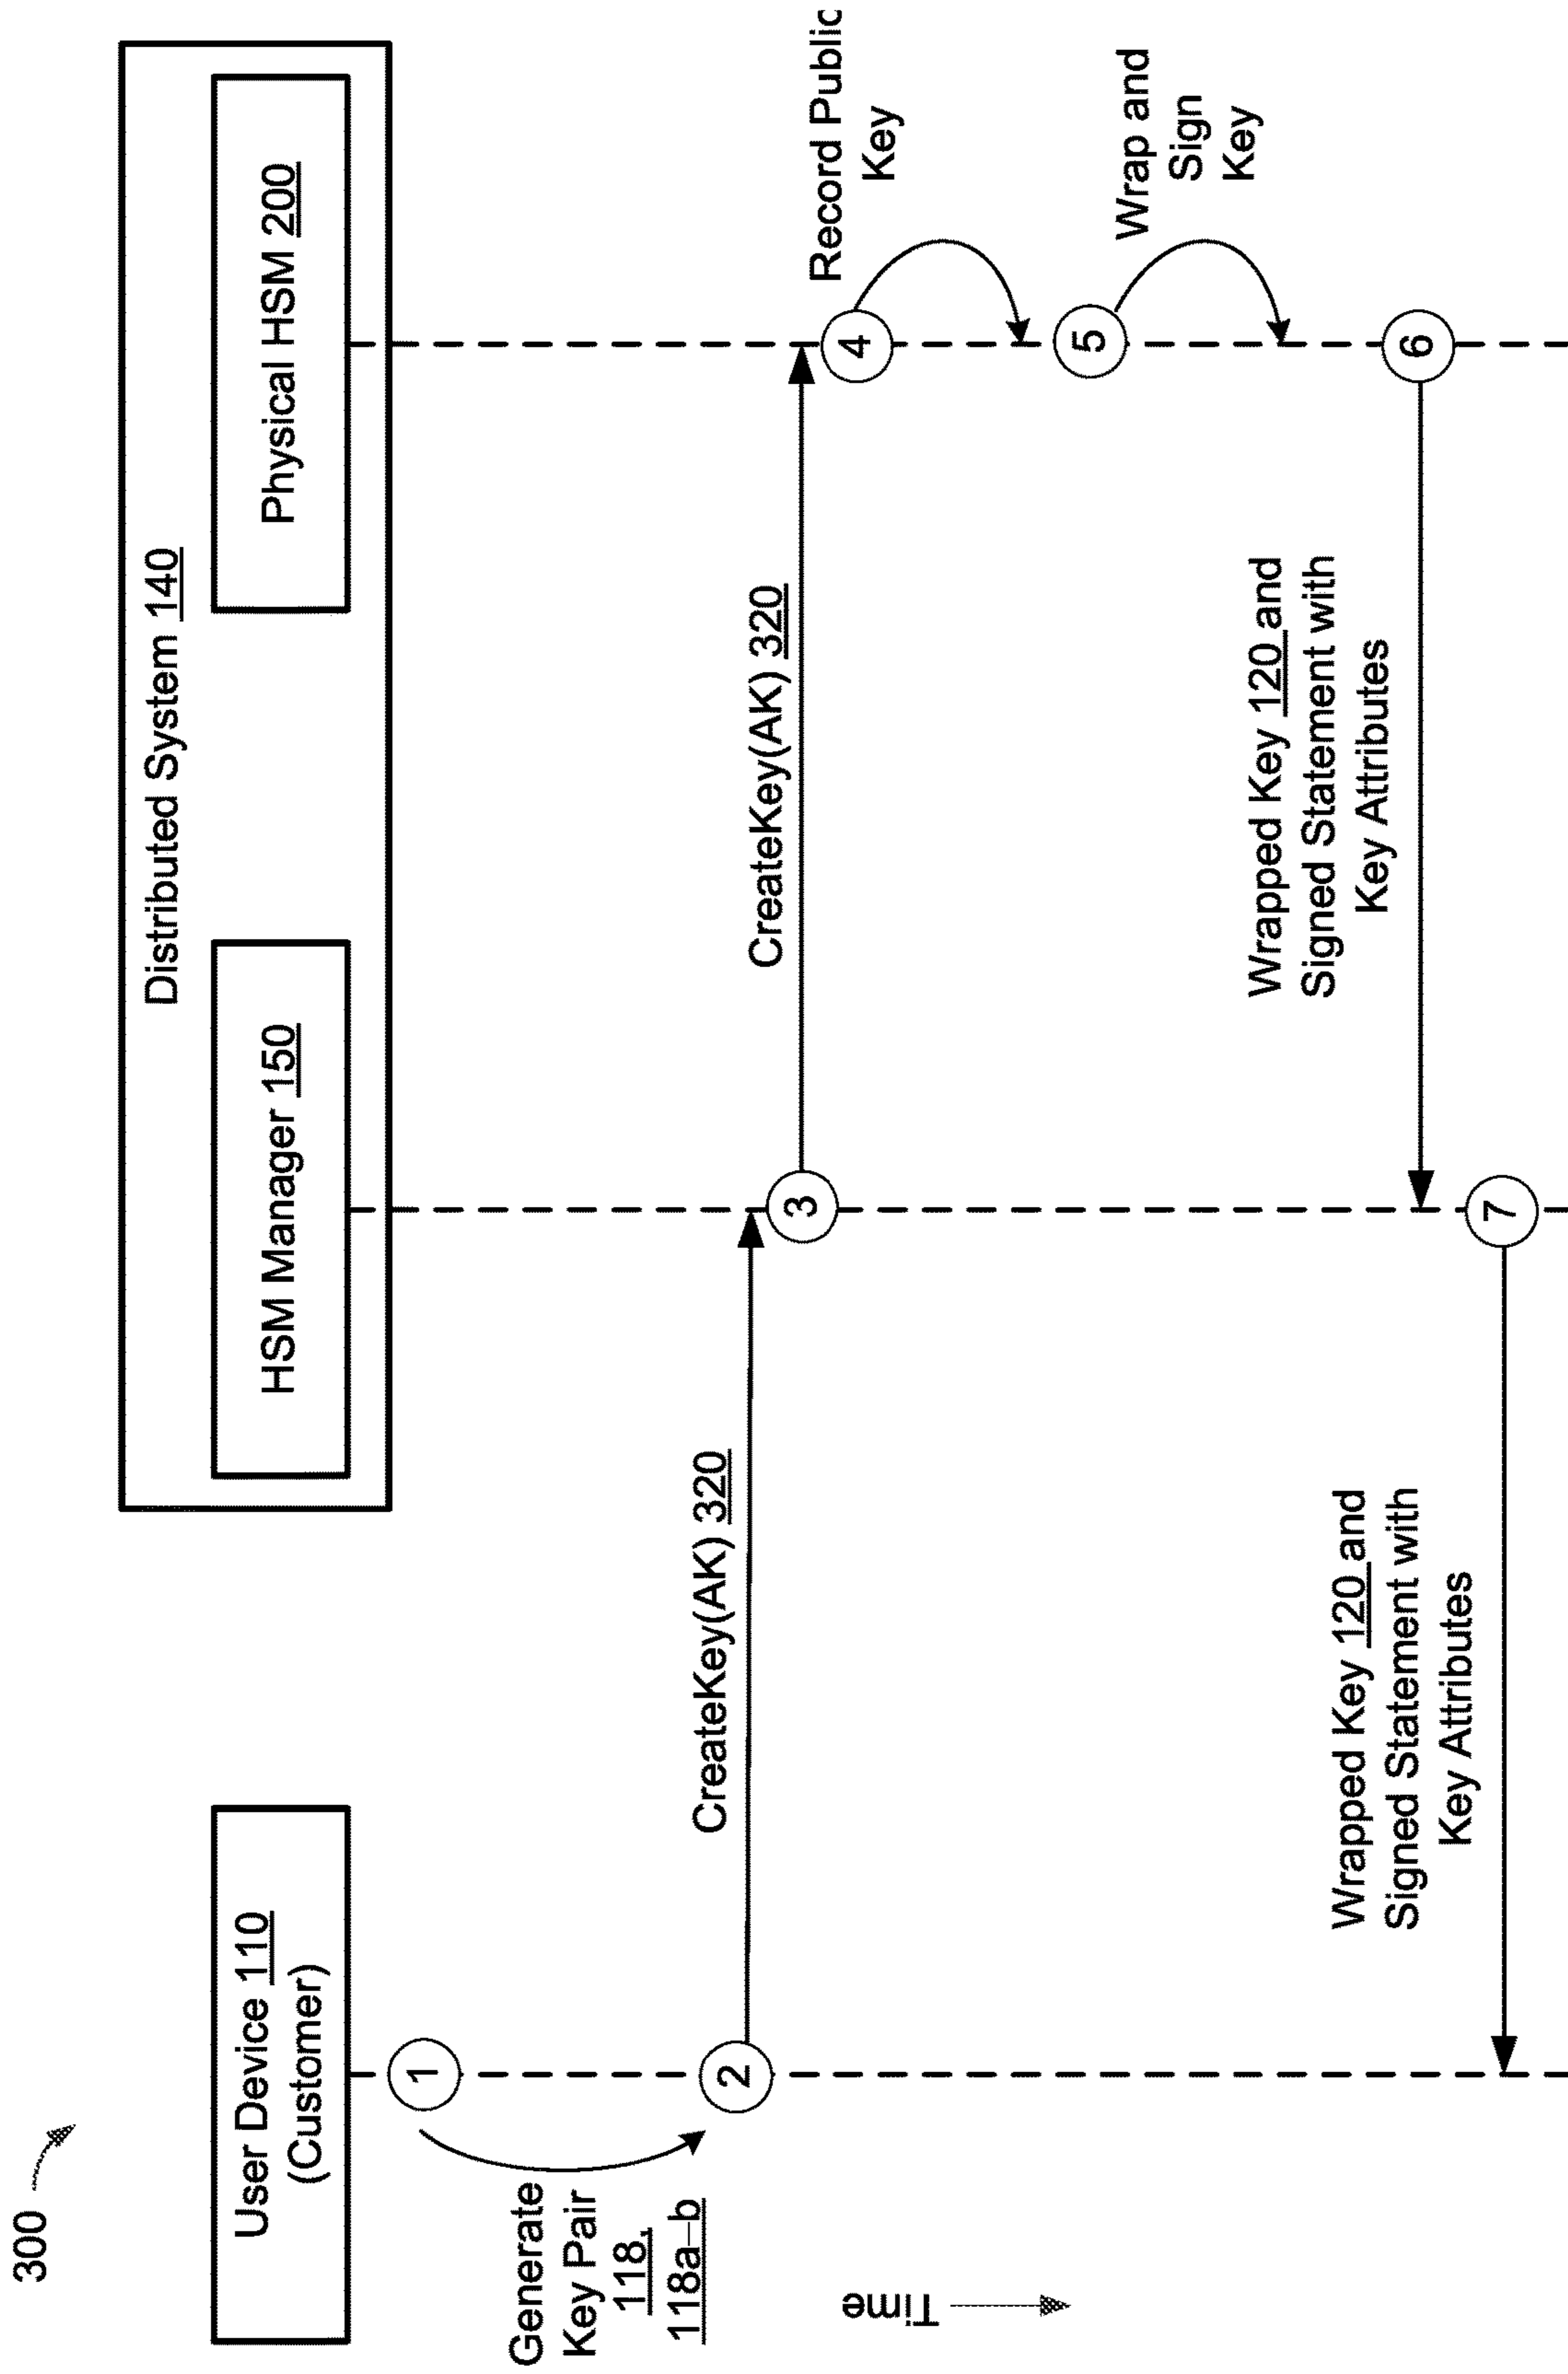 300
Distributed System 140
User Device 110
(Customer)
HSM Manager 150
Physical HSM 200
1
Generate
Key Pair
118,
118a–b
2
CreateKey(AK) 320
3
CreateKey(AK) 320
4
Record Public
Key
5
Wrap and
Sign
Key
6
Wrapped Key 120 and
Signed Statement with
Key Attributes
7
Wrapped Key 120 and
Signed Statement with
Key Attributes
Time